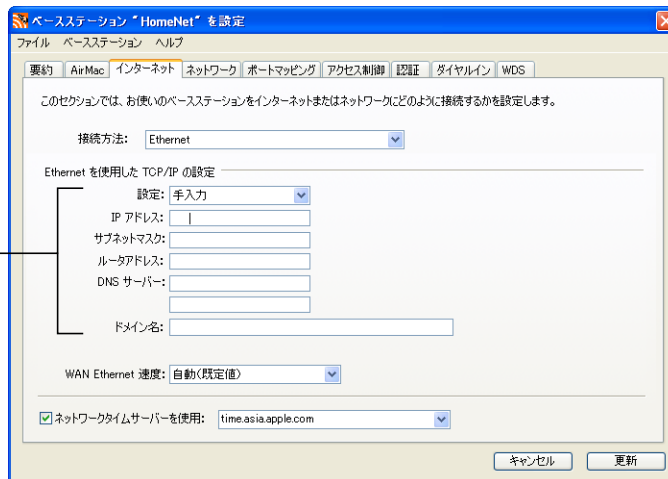 ベースステーション “HomeNet” を設定
ファイル ベースステーション ヘルプ
要約 AirMac インターネット ネットワーク ポートマッピング アクセス制御 認証 ダイヤルイン WDS
このセクションでは、お使いのベースステーションをインターネットまたはネットワークにどのように接続するかを設定します。
接続方法: Ethernet
Ethernet を使用した TCP/IP の設定
設定: 手入力
IP アドレス:
サブネットマスク:
ルータアドレス:
DNS サーバー:
ドメイン名:
WAN Ethernet 速度: 自動(既定値)
ネットワークタイムサーバーを使用: time.asia.apple.com
キャンセル 更新